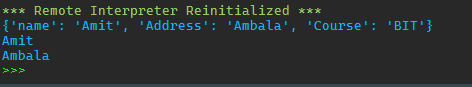 *** Remote Interpreter Reinitialized ***
{'name': 'Amit', 'Address': 'Ambala', 'Course': 'BIT'}
Amit
Ambala
>>>